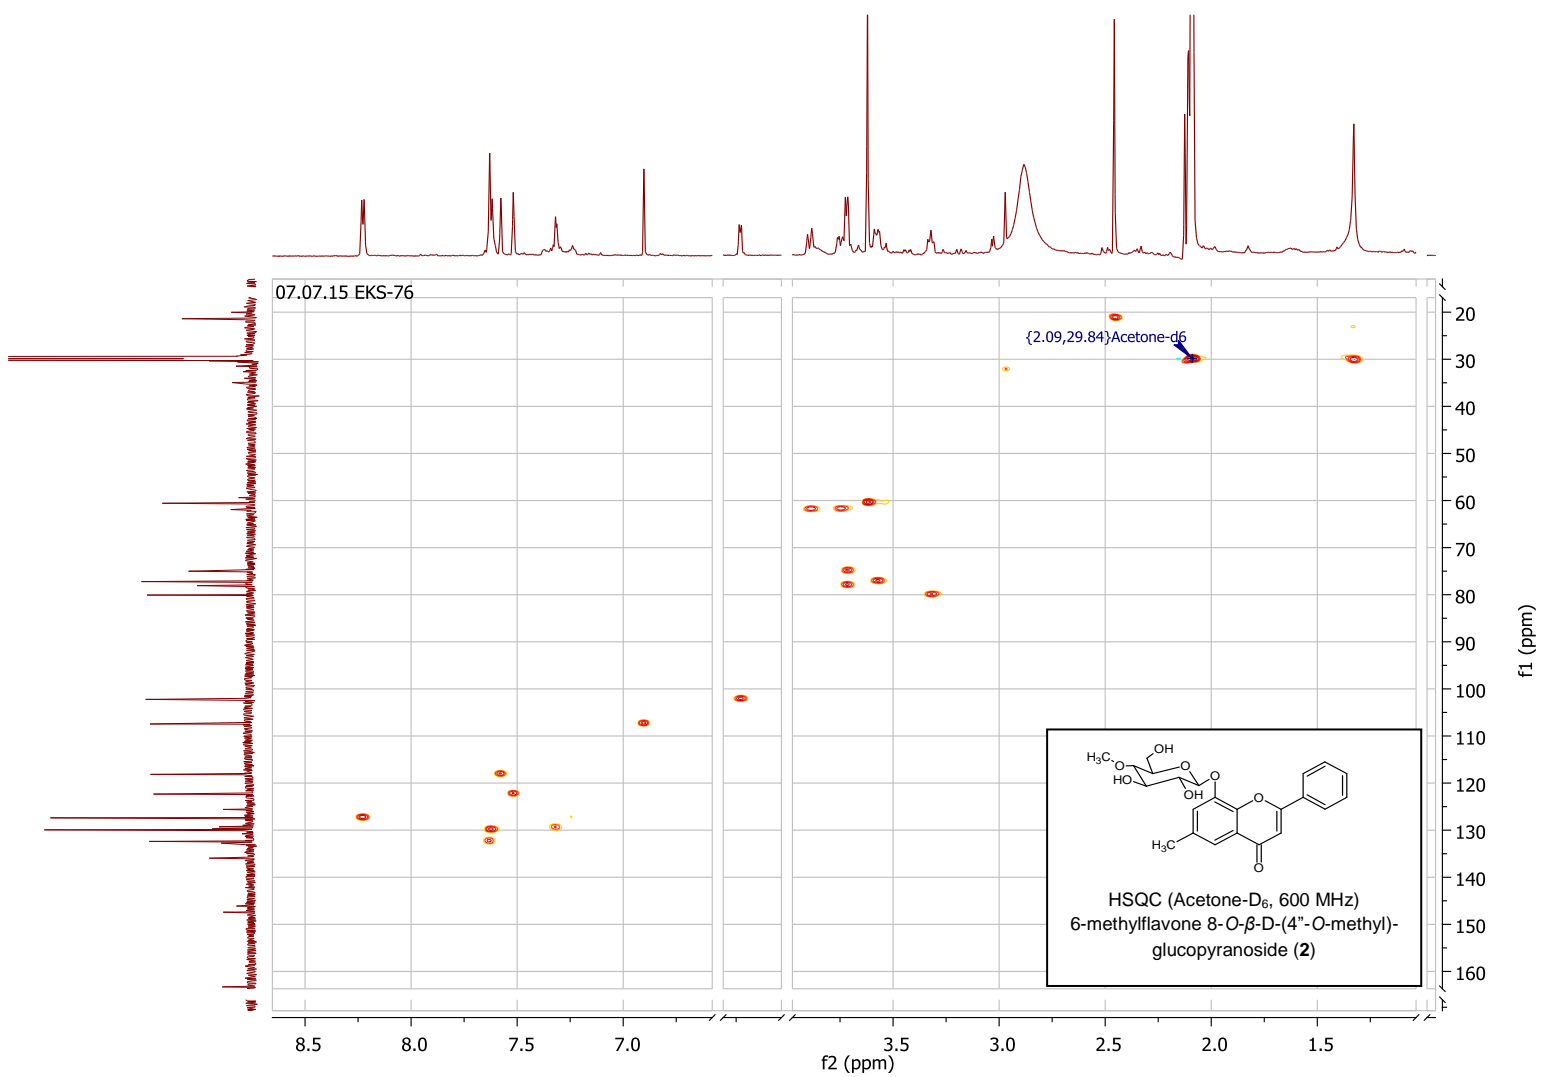 07.07.15 EKS-76
{2.09,29.84}Acetone-d6
20
30
40
50
60
70
80
90
100
110
120
130
140
150
160
f1 (ppm)
8.5 8.0 7.5 7.0 3.5 3.0 2.5 2.0 1.5
f2 (ppm)
OH
H₃C
O
O
HO
O
OH
O
H₃C
O
HSQC (Acetone-D₆, 600 MHz)
6-methylflavone 8-O-β-D-(4”-O-methyl)-
glucopyranoside (2)